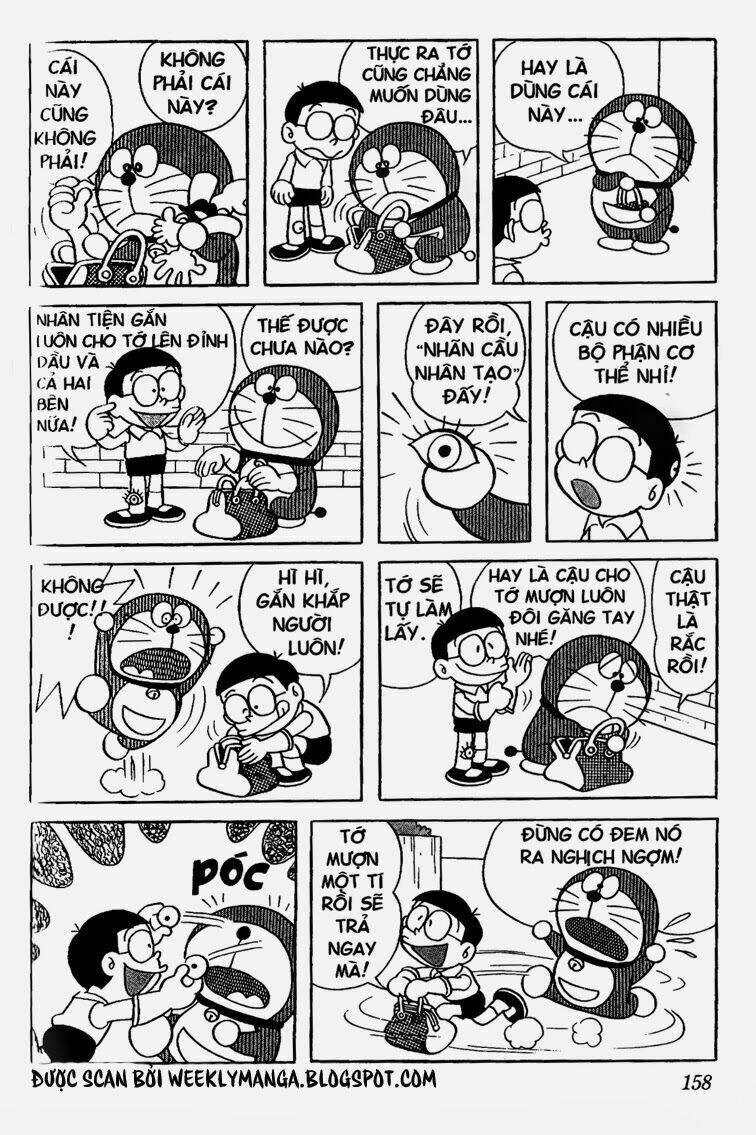 CÁI
NÀY
CŨNG
KHÔNG
PHẢI!
KHÔNG
PHẢI CÁI
NÀY?
THỰC RA TỚ
CŨNG CHẲNG
MUỐN DÙNG
ĐÂU...
HAY LÀ
DÙNG CÁI
NÀY...
NHÂN TIỆN GẮN
LUÔN CHO TỚ LÊN ĐỈNH
ĐẦU VÀ
CẢ HAI
BÊN
NỮA!
THẾ ĐƯỢC
CHƯA NÀO?
ĐÂY RỒI,
"NHÃN CẦU
NHÂN TẠO"
ĐẤY!
CẬU CÓ NHIỀU
BỘ PHẬN CƠ
THỂ NHỈ!
KHÔNG
ĐƯỢC!!
!
HÌ HÌ,
GẮN KHẮP
NGƯỜI
LUÔN!
TỚ SẼ
TỰ LÀM
LẤY.
HAY LÀ CẬU CHO
TỚ MƯỢN LUÔN
ĐÔI GĂNG TAY
NHÉ!
CẬU
THẬT
LÀ
RẮC
RỒI!
PÓC
TỚ
MƯỢN
MỘT TÍ
RỒI SẼ
TRẢ
NGAY
MÀ!
ĐỪNG CÓ ĐEM NÓ
RA NGHỊCH NGỢM!
ĐƯỢC SCAN BỞI WEEKLYMANGA.BLOGSPOT.COM
158